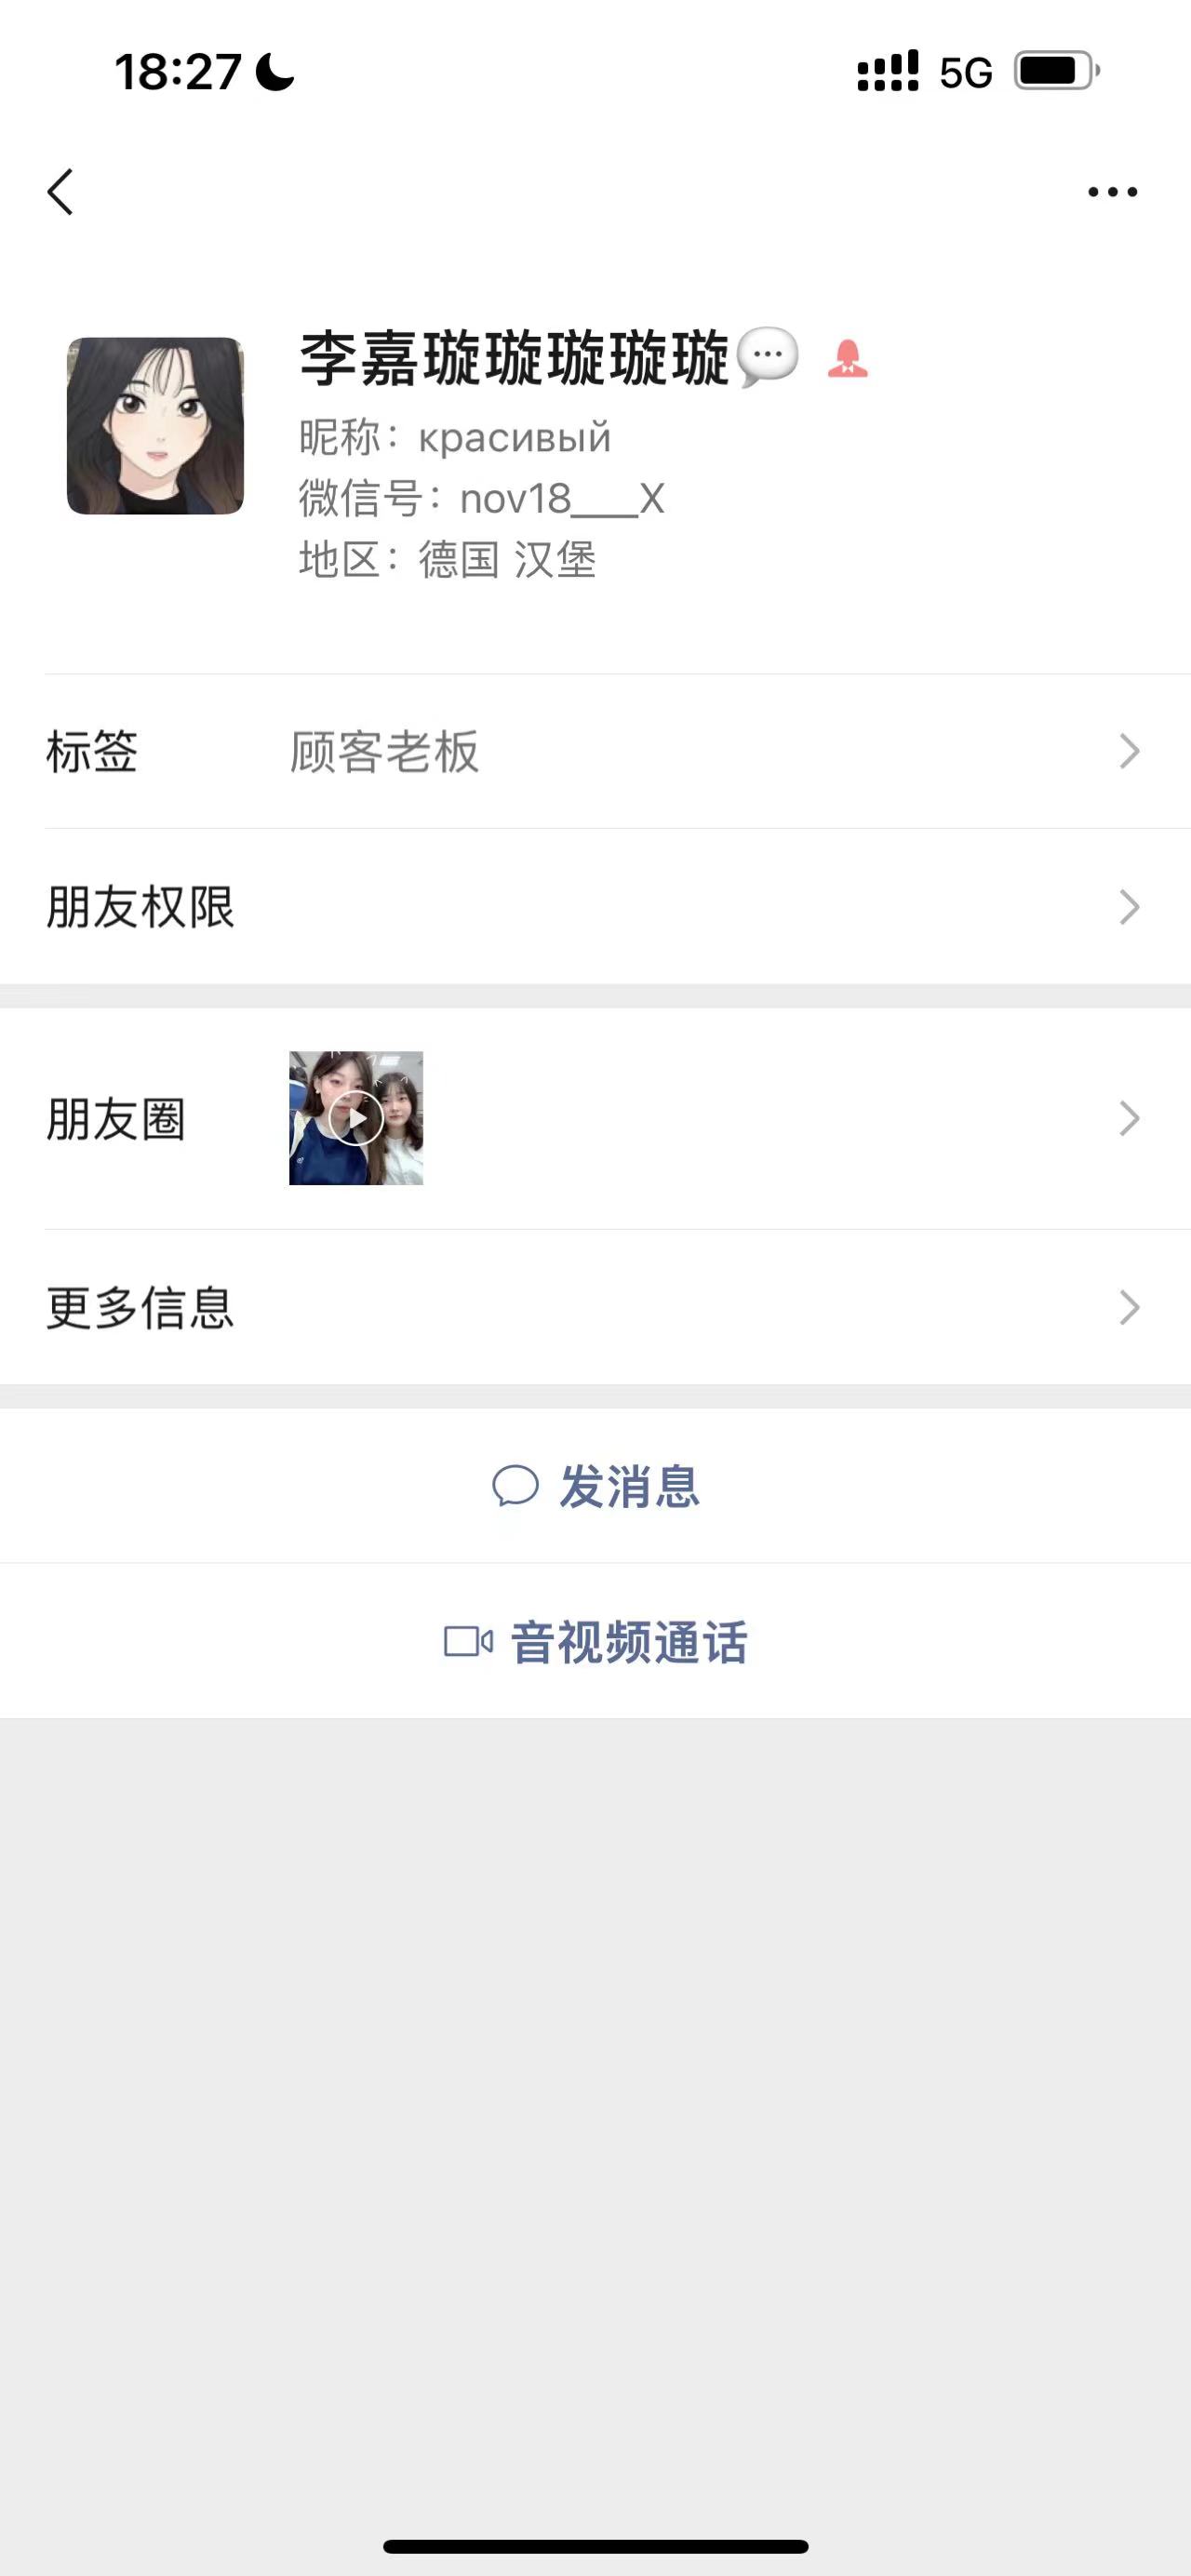 18:27
5G
李嘉璇璇璇璇璇💬
昵称：красивый
微信号：nov18___X
地区：德国 汉堡
标签 顾客老板
朋友权限
朋友圈
更多信息
发消息
音视频通话